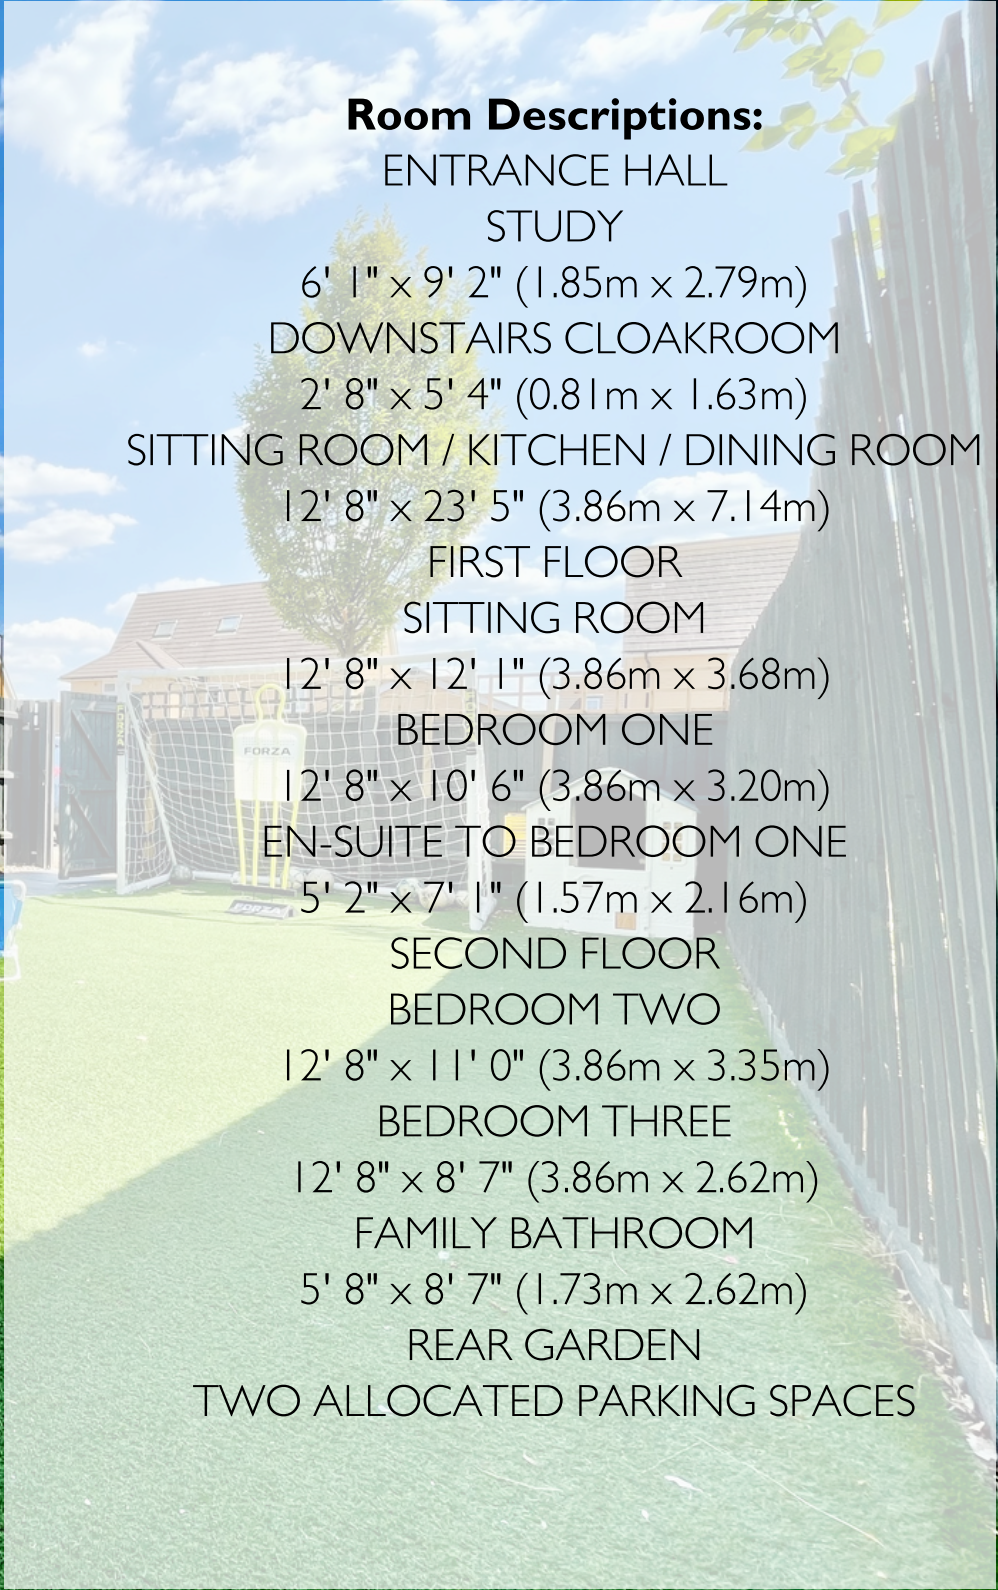 Room Descriptions:
ENTRANCE HALL
STUDY
6' 1" x 9' 2" (1.85m x 2.79m)
DOWNSTAIRS CLOAKROOM
2' 8" x 5' 4" (0.81m x 1.63m)
SITTING ROOM / KITCHEN / DINING ROOM
12' 8" x 23' 5" (3.86m x 7.14m)
FIRST FLOOR
SITTING ROOM
12' 8" x 12' 1" (3.86m x 3.68m)
BEDROOM ONE
FORZA
12' 8" x 10' 6" (3.86m x 3.20m)
EN-SUITE TO BEDROOM ONE
5' 2" x 7' 1" (1.57m x 2.16m)
FORZA
SECOND FLOOR
BEDROOM TWO
12' 8" x 11' 0" (3.86m x 3.35m)
BEDROOM THREE
12' 8" x 8' 7" (3.86m x 2.62m)
FAMILY BATHROOM
5' 8" x 8' 7" (1.73m x 2.62m)
REAR GARDEN
TWO ALLOCATED PARKING SPACES